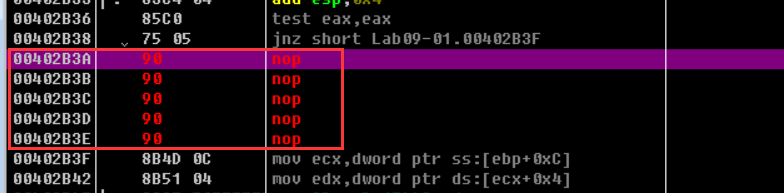 00402B36 85C0 test eax,eax
00402B38 75 05 jnz short Lab09-01.00402B3F
00402B3A 90 nop
00402B3B 90 nop
00402B3C 90 nop
00402B3D 90 nop
00402B3E 90 nop
00402B3F 8B4D 0C mov ecx,dword ptr ss:[ebp+0xC]
00402B42 8B51 04 mov edx,dword ptr ds:[ecx+0x4]